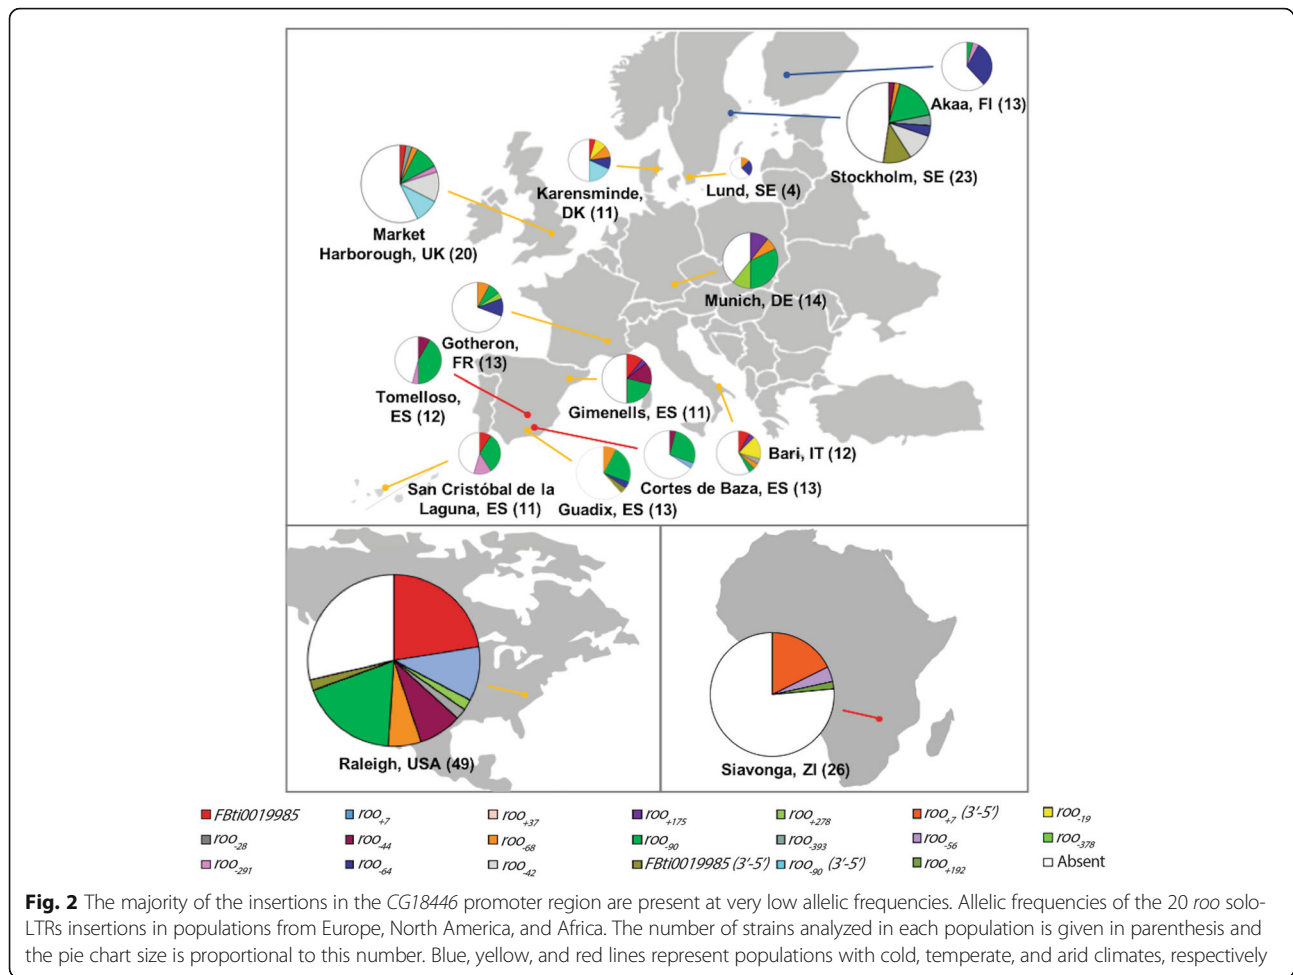 Akaa, FI (13)
Stockholm, SE (23)
Karensminde,
DK (11)
Lund, SE (4)
Market
Harborough, UK (20)
Munich, DE (14)
Gotheron,
FR (13)
Tomelloso,
ES (12)
Gimenells, ES (11)
Bari, IT (12)
San Cristóbal de la
Laguna, ES (11)
Guadix, ES (13)
Cortes de Baza, ES (13)
Raleigh, USA (49)
Siavonga, ZI (26)
FBti0019985 roo+7 roo+37 roo+175 roo+278 roo+7 (3'-5') roo-19
roo-28 roo-44 roo-68 roo-90 roo-393 roo-56 roo-378
roo-291 roo-64 roo-42 FBti0019985 (3'-5') roo-90 (3'-5') roo+192 Absent
Fig. 2 The majority of the insertions in the CG18446 promoter region are present at very low allelic frequencies. Allelic frequencies of the 20 roo solo-
LTRs insertions in populations from Europe, North America, and Africa. The number of strains analyzed in each population is given in parenthesis and
the pie chart size is proportional to this number. Blue, yellow, and red lines represent populations with cold, temperate, and arid climates, respectively